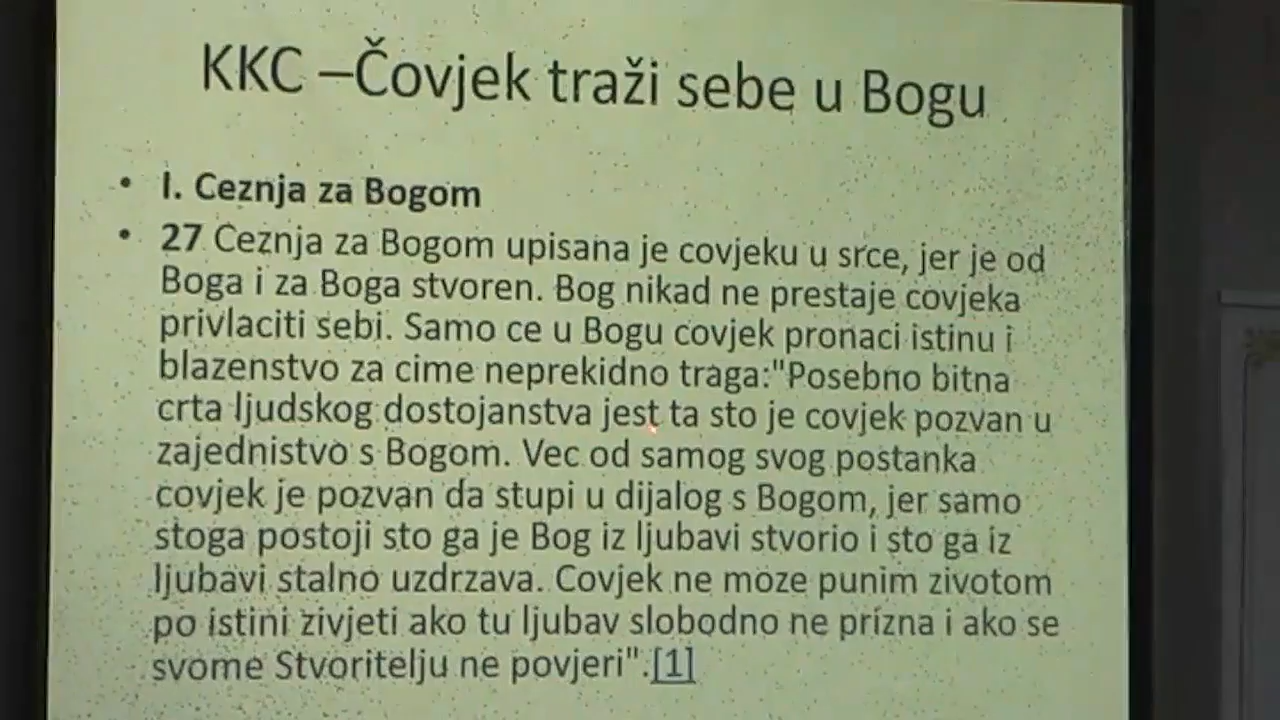 KKC –Čovjek traži sebe u Bogu
• I. Ceznja za Bogom
• 27 Ceznja za Bogom upisana je covjeku u srce, jer je od
Boga i za Boga stvoren. Bog nikad ne prestaje covjeka
privlaciti sebi. Samo ce u Bogu covjek pronaci istinu i
blazenstvo za cime neprekidno traga:"Posebno bitna
crta ljudskog dostojanstva jest ta sto je covjek pozvan u
zajednistvo s Bogom. Vec od samog svog postanka
covjek je pozvan da stupi u dijalog s Bogom, jer samo
stoga postoji sto ga je Bog iz ljubavi stvorio i sto ga iz
ljubavi stalno uzdrzava. Covjek ne moze punim zivotom
po istini zivjeti ako tu ljubav slobodno ne prizna i ako se
svome Stvoritelju ne povjeri".[1]